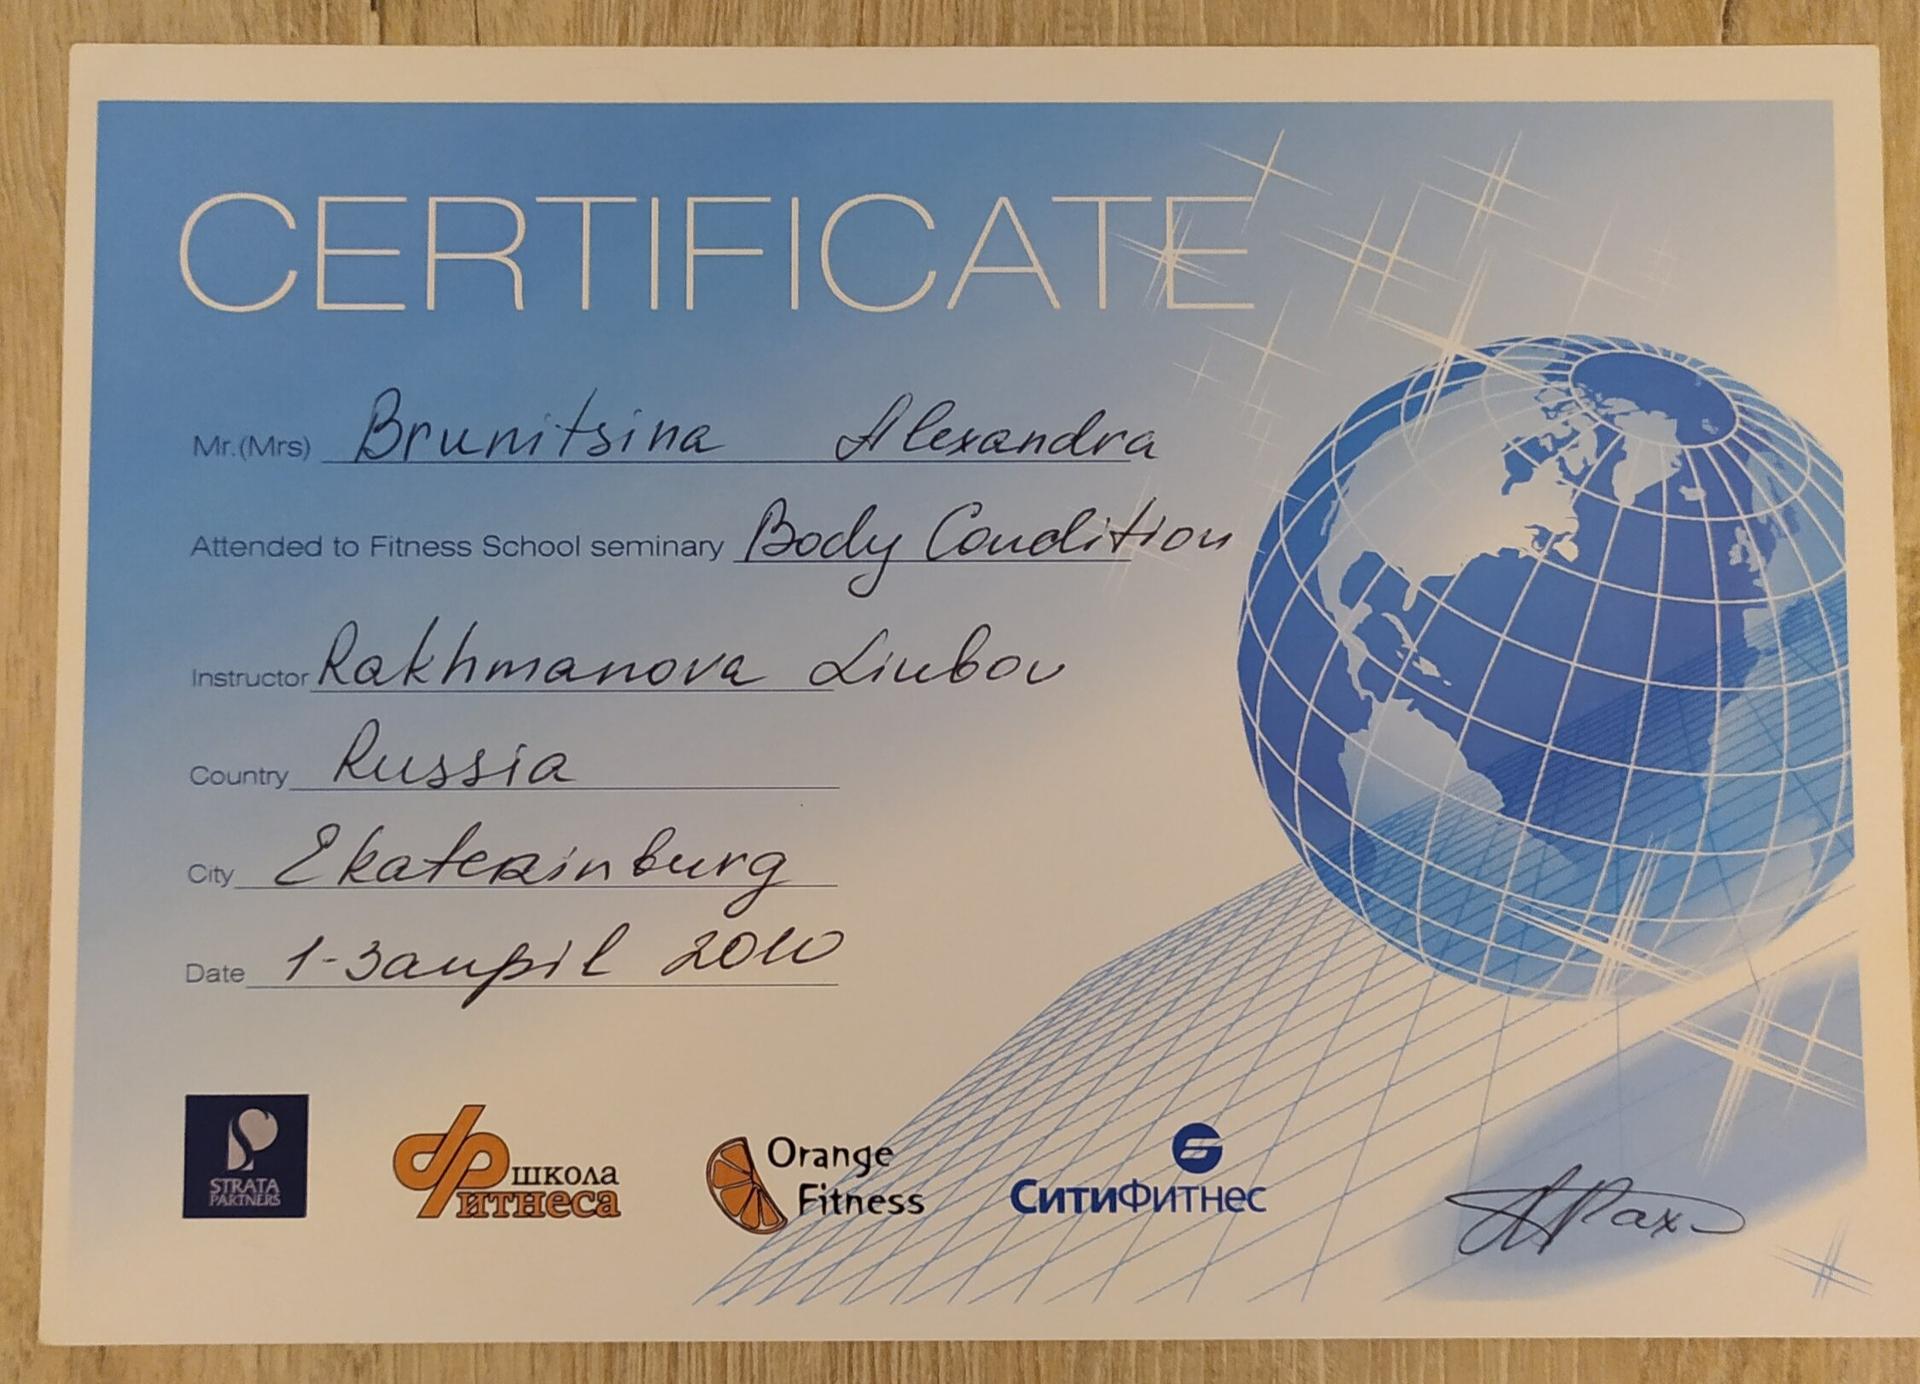 CERTIFICATE
Mr.(Mrs) Brunitsina Alexandra
Attended to Fitness School seminary Body Condition
Instructor Rakhmanova Liubov
Country Russia
City Ekaterinburg
Date 1-3 aupil 2010
STRATA
PARTNERS
школа
Фитнеса
Orange
Fitness
СитиФитнес